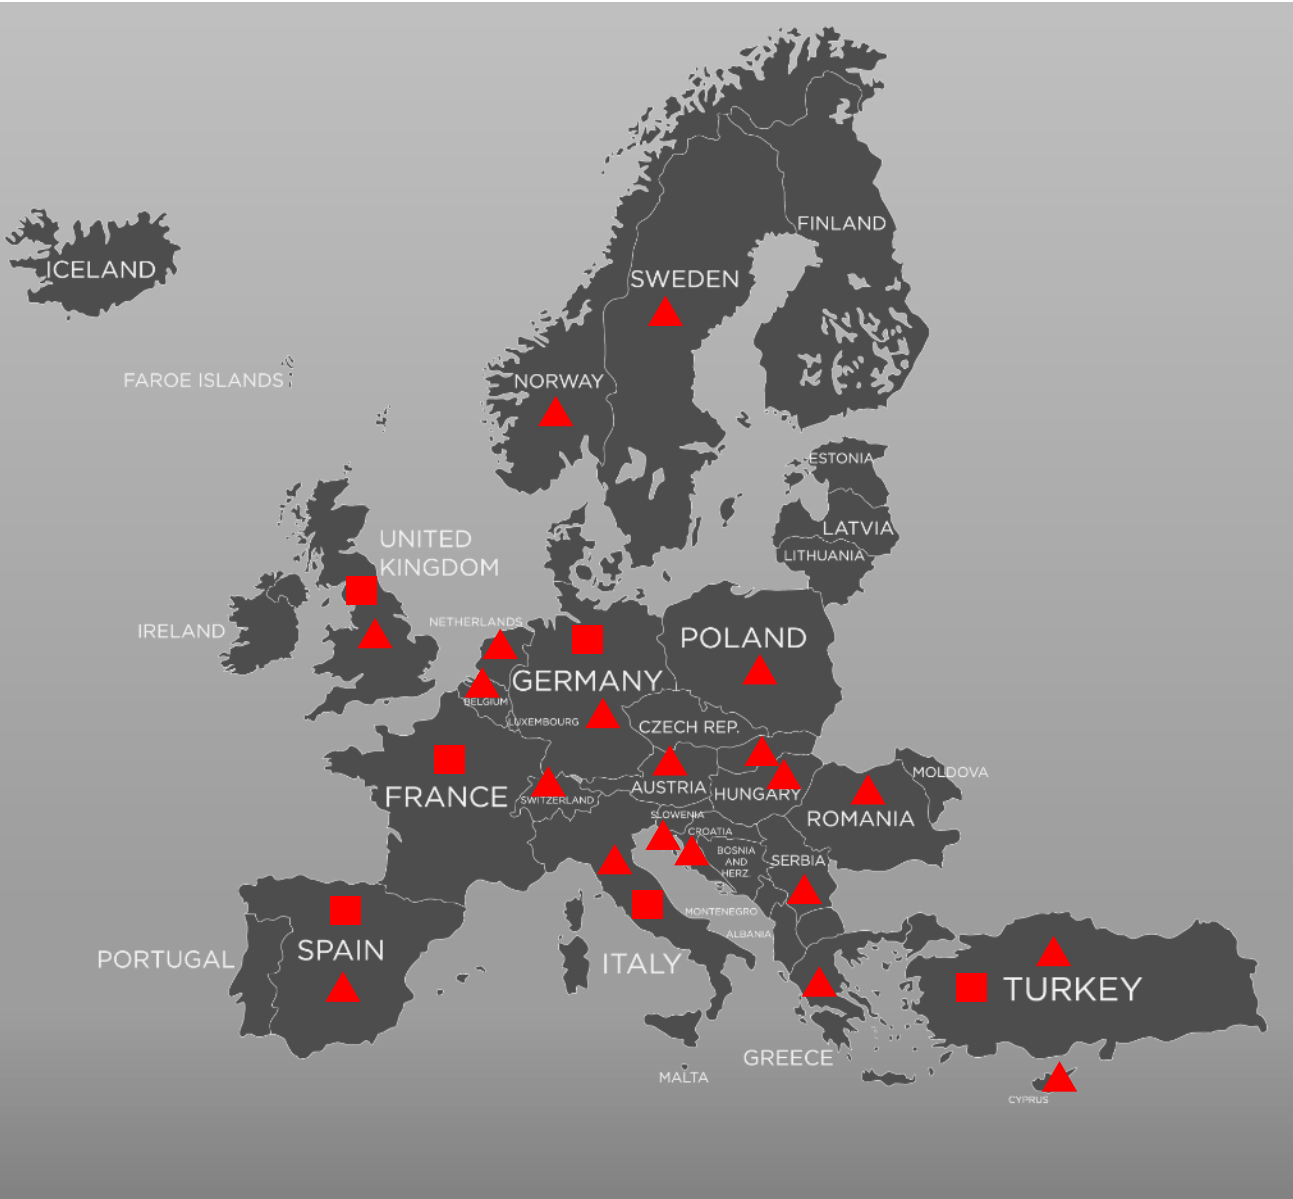 FINLAND
ICELAND
SWEDEN
FAROE ISLANDS
NORWAY
ESTONIA
LATVIA
UNITED
KINGDOM
LITHUANIA
NETHERLANDS
IRELAND
POLAND
GERMANY
BELGIUM
LUXEMBOURG
CZECH REP.
MOLDOVA
AUSTRIA
HUNGARY
FRANCE
SWITZERLAND
SLOWENIA
ROMANIA
CROATIA
BOSNIA
AND
HERZ.
SERBIA
MONTENEGRO
ALBANIA
SPAIN
PORTUGAL
ITALY
TURKEY
GREECE
MALTA
CYPRUS